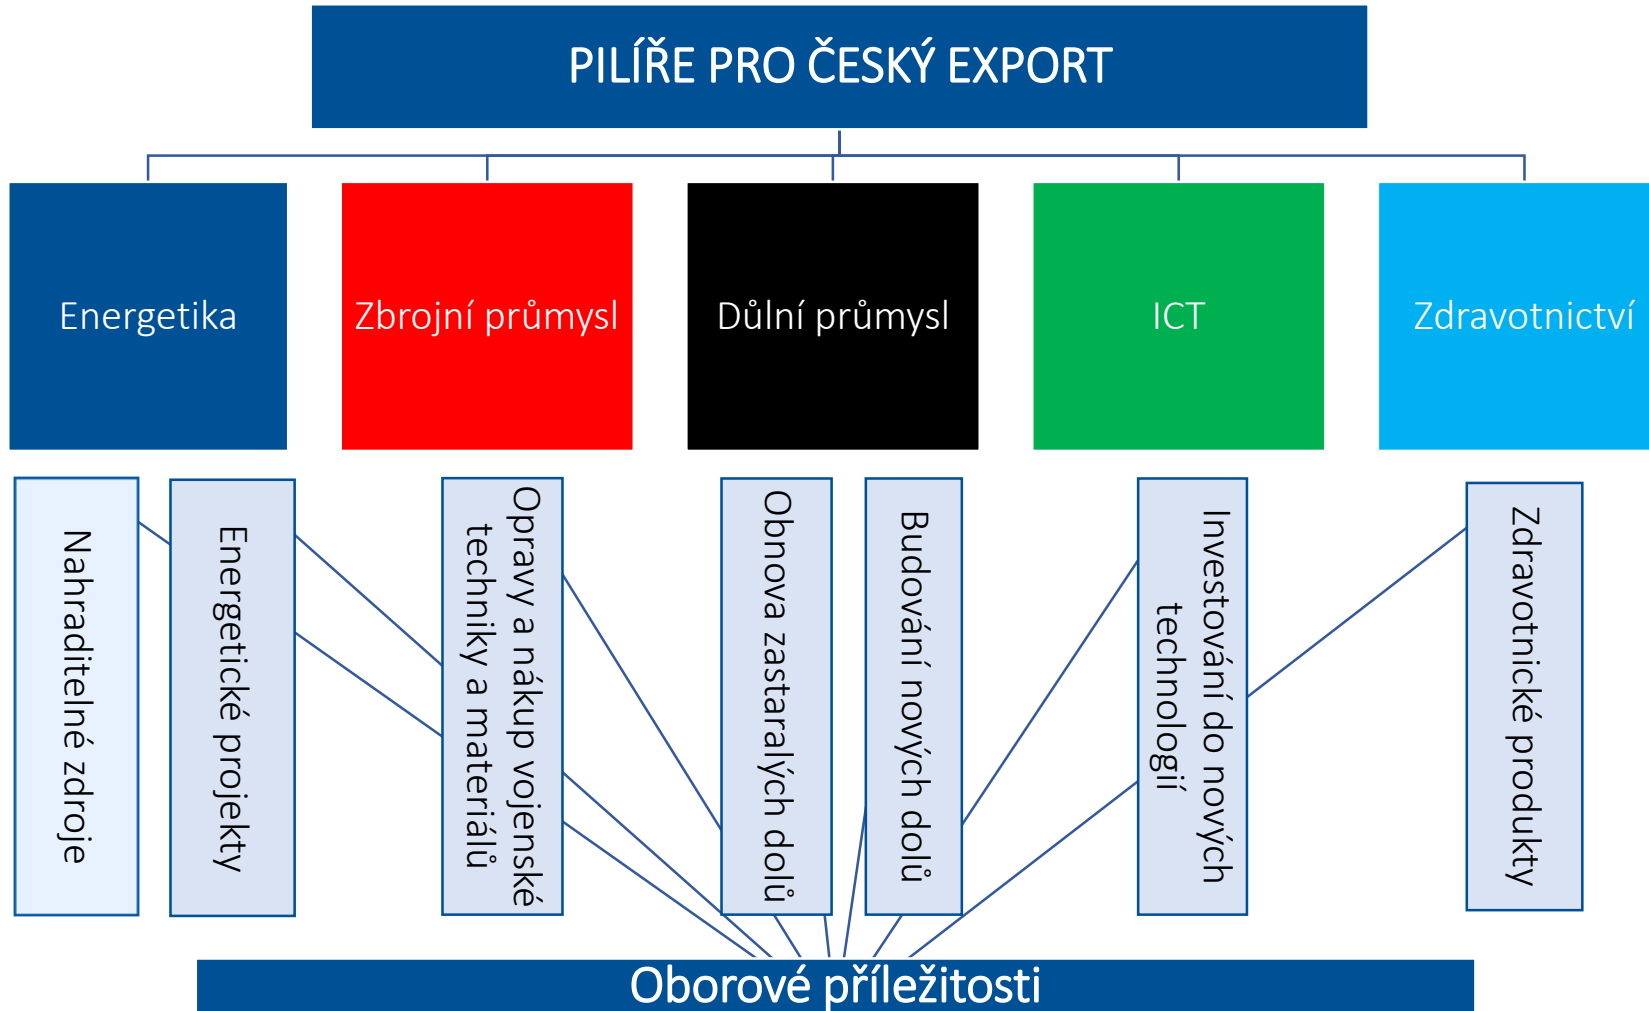 PILÍŘE PRO ČESKÝ EXPORT
Energetika
Zbrojní průmysl
Důlní průmysl
ICT
Zdravotnictví
Nahraditelné zdroje
Energetické projekty
Opravy a nákup vojenské
techniky a materiálů
Obnova zastaralých dolů
Budování nových dolů
Investování do nových
technologií
Zdravotnické produkty
Oborové příležitosti